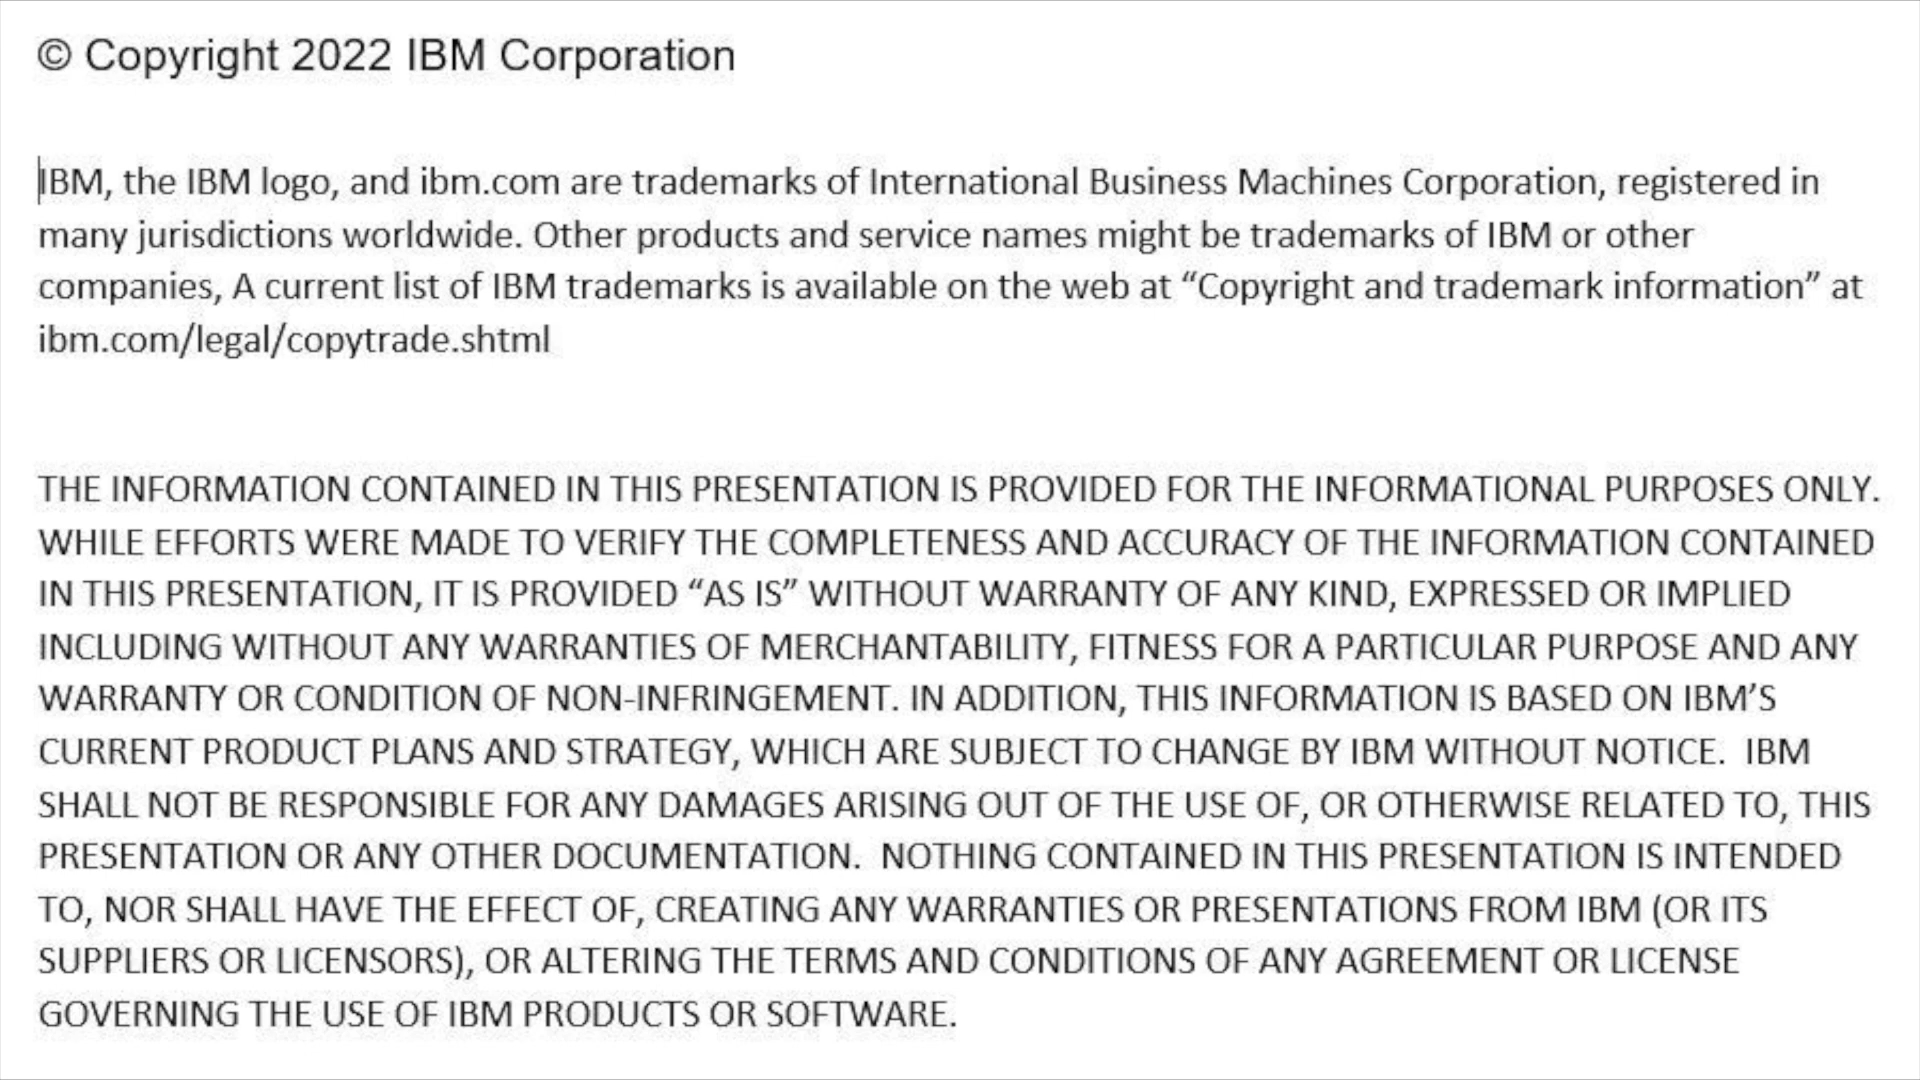 © Copyright 2022 IBM Corporation
IBM, the IBM logo, and ibm.com are trademarks of International Business Machines Corporation, registered in
many jurisdictions worldwide. Other products and service names might be trademarks of IBM or other
companies, A current list of IBM trademarks is available on the web at “Copyright and trademark information” at
ibm.com/legal/copytrade.shtml
THE INFORMATION CONTAINED IN THIS PRESENTATION IS PROVIDED FOR THE INFORMATIONAL PURPOSES ONLY.
WHILE EFFORTS WERE MADE TO VERIFY THE COMPLETENESS AND ACCURACY OF THE INFORMATION CONTAINED
IN THIS PRESENTATION, IT IS PROVIDED “AS IS” WITHOUT WARRANTY OF ANY KIND, EXPRESSED OR IMPLIED
INCLUDING WITHOUT ANY WARRANTIES OF MERCHANTABILITY, FITNESS FOR A PARTICULAR PURPOSE AND ANY
WARRANTY OR CONDITION OF NON-INFRINGEMENT. IN ADDITION, THIS INFORMATION IS BASED ON IBM’S
CURRENT PRODUCT PLANS AND STRATEGY, WHICH ARE SUBJECT TO CHANGE BY IBM WITHOUT NOTICE.  IBM
SHALL NOT BE RESPONSIBLE FOR ANY DAMAGES ARISING OUT OF THE USE OF, OR OTHERWISE RELATED TO, THIS
PRESENTATION OR ANY OTHER DOCUMENTATION.  NOTHING CONTAINED IN THIS PRESENTATION IS INTENDED
TO, NOR SHALL HAVE THE EFFECT OF, CREATING ANY WARRANTIES OR PRESENTATIONS FROM IBM (OR ITS
SUPPLIERS OR LICENSORS), OR ALTERING THE TERMS AND CONDITIONS OF ANY AGREEMENT OR LICENSE
GOVERNING THE USE OF IBM PRODUCTS OR SOFTWARE.